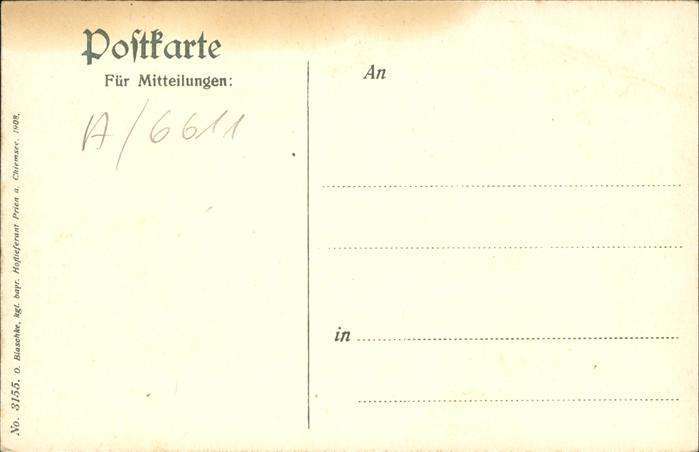 Postkarte
Für Mitteilungen:
A/6611
An
in
No. 3155. O. Blaschke, kgl. bayr. Hoflieferant Prien a. Chiemsee. 1908.